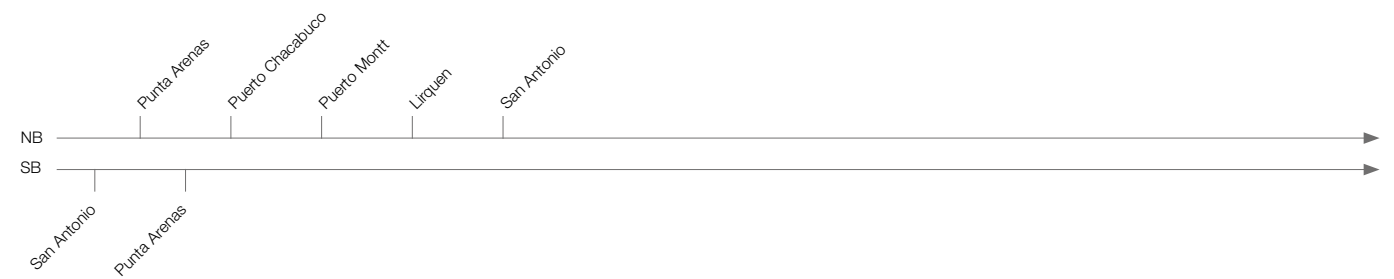 Punta Arenas
Puerto Chacabuco
Puerto Montt
Lirquen
San Antonio
NB
SB
San Antonio
Punta Arenas